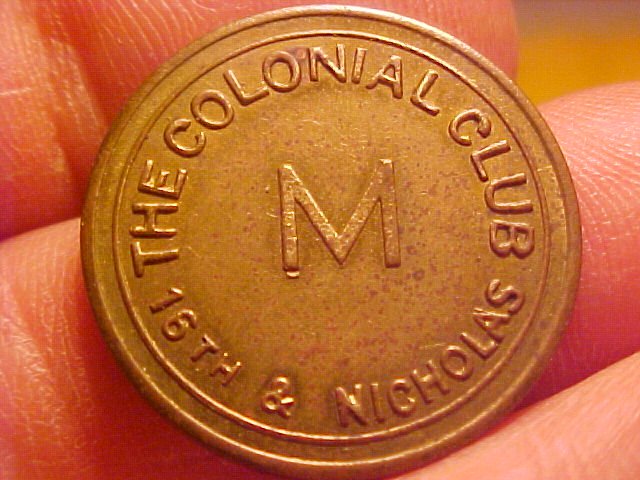 THE COLONIAL CLUB
M
16TH & NICHOLAS